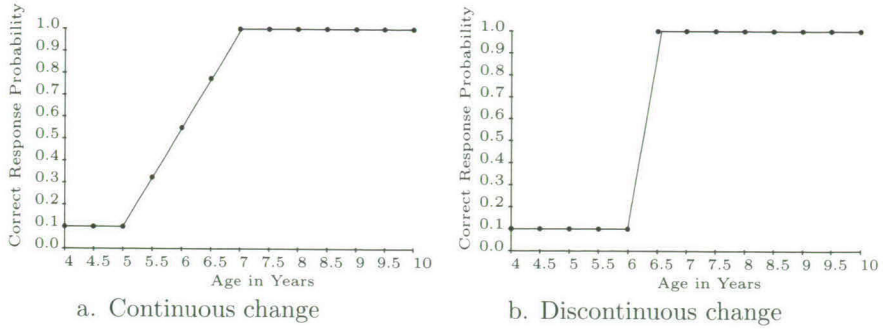 Correct Response Probability
1.0
0.9
0.8
0.7
0.6
0.5
0.4
0.3
0.2
0.1
0.0
4 4.5 5 5.5 6 6.5 7 7.5 8 8.5 9 9.5 10
Age in Years
a. Continuous change
Correct Response Probability
1.0
0.9
0.8
0.7
0.6
0.5
0.4
0.3
0.2
0.1
0.0
4 4.5 5 5.5 6 6.5 7 7.5 8 8.5 9 9.5 10
Age in Years
b. Discontinuous change